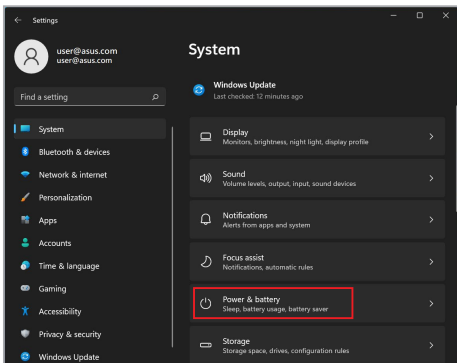 Settings
user@asus.com
user@asus.com
Find a setting
System
Bluetooth & devices
Network & internet
Personalization
Apps
Accounts
Time & language
Gaming
Accessibility
Privacy & security
Windows Update
System
Windows Update
Last checked: 12 minutes ago
Display
Monitors, brightness, night light, display profile
Sound
Volume levels, output, input, sound devices
Notifications
Alerts from apps and system
Focus assist
Notifications, automatic rules
Power & battery
Sleep, battery usage, battery saver
Storage
Storage space, drives, configuration rules